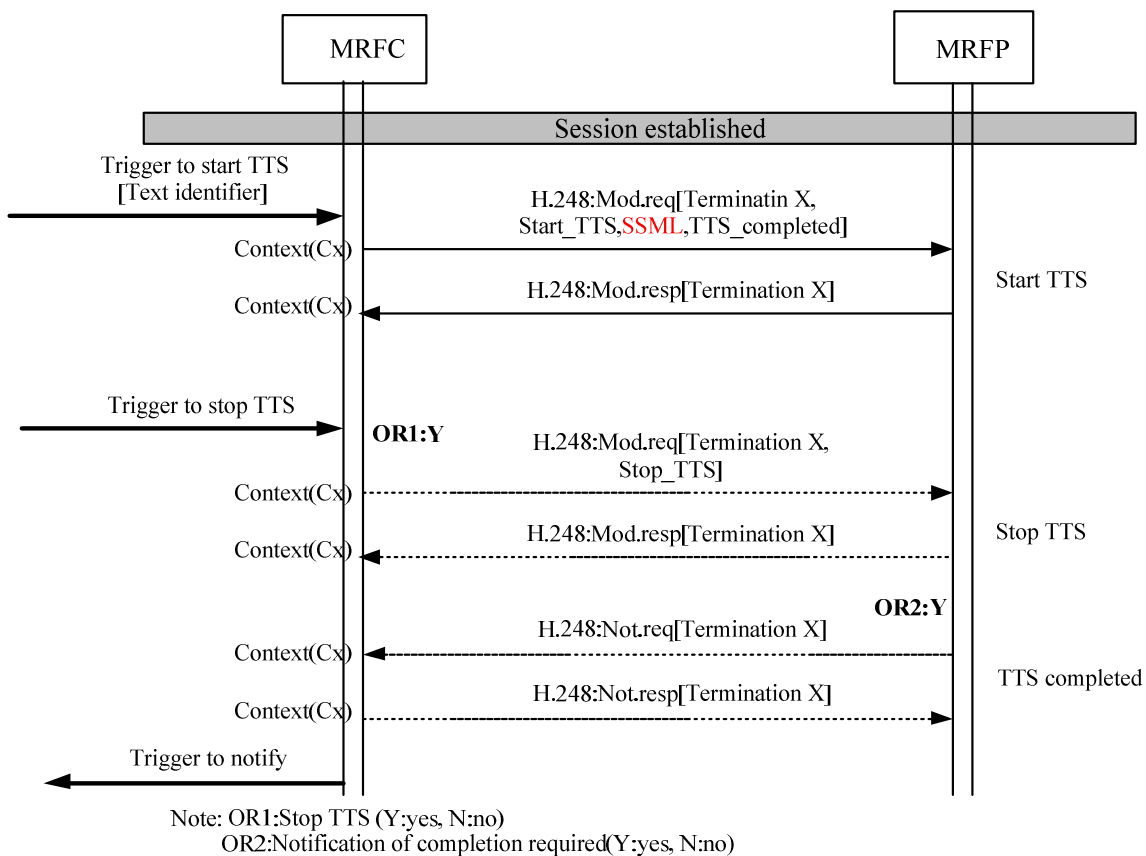 MRFC
MRFP
Session established
Trigger to start TTS
[Text identifier]
H.248:Mod.req[Terminatin X,
Start_TTS,SSML,TTS_completed]
Context(Cx)
Start TTS
H.248:Mod.resp[Termination X]
Context(Cx)
Trigger to stop TTS
OR1:Y
H.248:Mod.req[Termination X,
Stop_TTS]
Context(Cx)
H.248:Mod.resp[Termination X]
Stop TTS
Context(Cx)
OR2:Y
H.248:Not.req[Termination X]
Context(Cx)
TTS completed
H.248:Not.resp[Termination X]
Context(Cx)
Trigger to notify
Note: OR1:Stop TTS (Y:yes, N:no)
OR2:Notification of completion required(Y:yes, N:no)